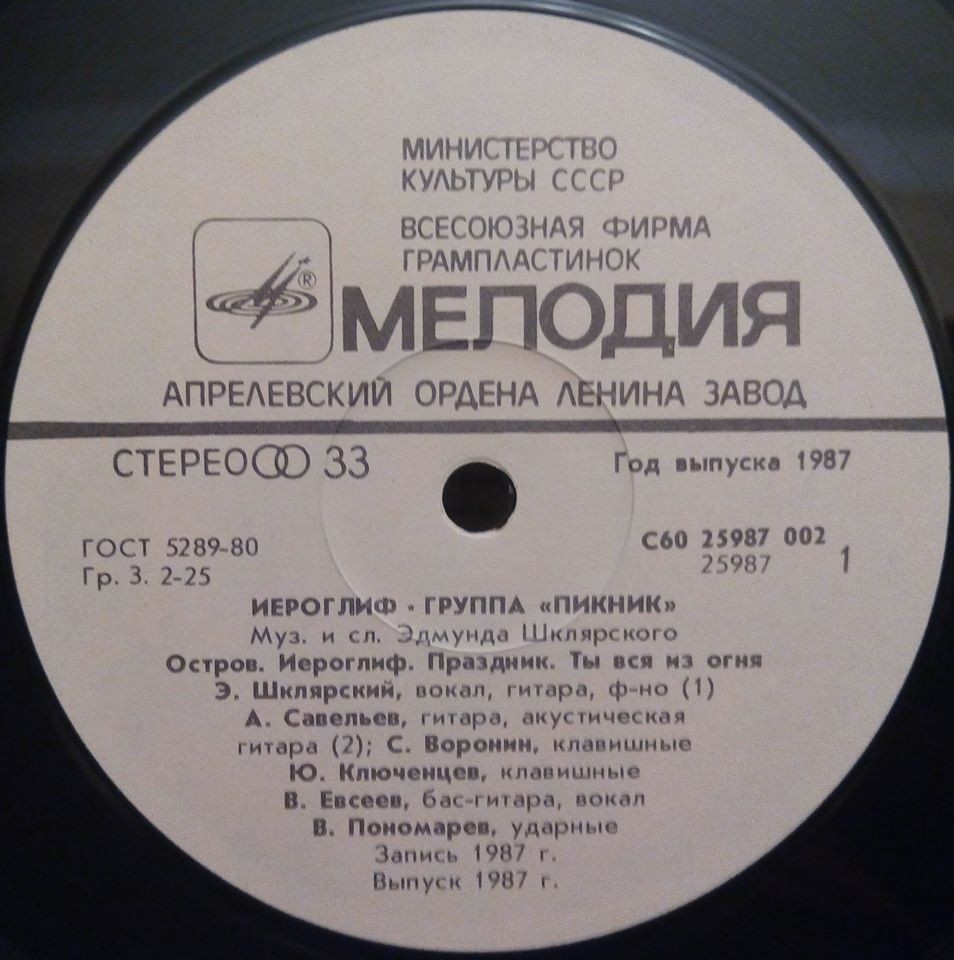 МИНИСТЕРСТВО
КУЛЬТУРЫ СССР
ВСЕСОЮЗНАЯ ФИРМА
ГРАМПЛАСТИНОК
®
МЕЛОДИЯ
АПРЕЛЕВСКИЙ ОРДЕНА ЛЕНИНА ЗАВОД
СТЕРЕО 33
Год выпуска 1987
ГОСТ 5289-80
Гр. 3. 2-25
С60 25987 002
25987
1
ИЕРОГЛИФ · ГРУППА «ПИКНИК»
Муз. и сл. Эдмунда Шклярского
Остров. Иероглиф. Праздник. Ты вся из огня
Э. Шклярский, вокал, гитара, ф-но (1)
А. Савельев, гитара, акустическая
гитара (2); С. Воронин, клавишные
Ю. Ключенцев, клавишные
В. Евсеев, бас-гитара, вокал
В. Пономарев, ударные
Запись 1987 г.
Выпуск 1987 г.